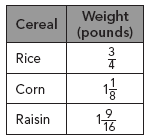 Cereal Weight (pounds)
Rice 3/4
Corn 1 1/8
Raisin 1 9/16